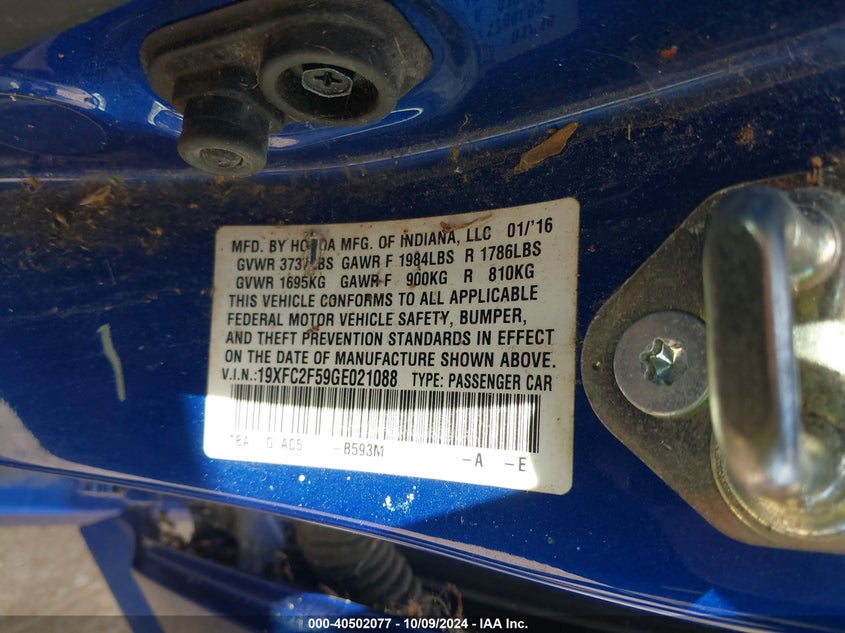 MFD. BY HONDA MFG. OF INDIANA, LLC 01/'16
GVWR 3737LBS GAWR F 1984LBS R 1786LBS
GVWR 1695KG GAWR F 900KG R 810KG
THIS VEHICLE CONFORMS TO ALL APPLICABLE
FEDERAL MOTOR VEHICLE SAFETY, BUMPER,
AND THEFT PREVENTION STANDARDS IN EFFECT
ON THE DATE OF MANUFACTURE SHOWN ABOVE.
V.I.N.:19XFC2F59GE021088 TYPE: PASSENGER CAR
-B593M -A -E
000-40502077 - 10/09/2024 - IAA Inc.